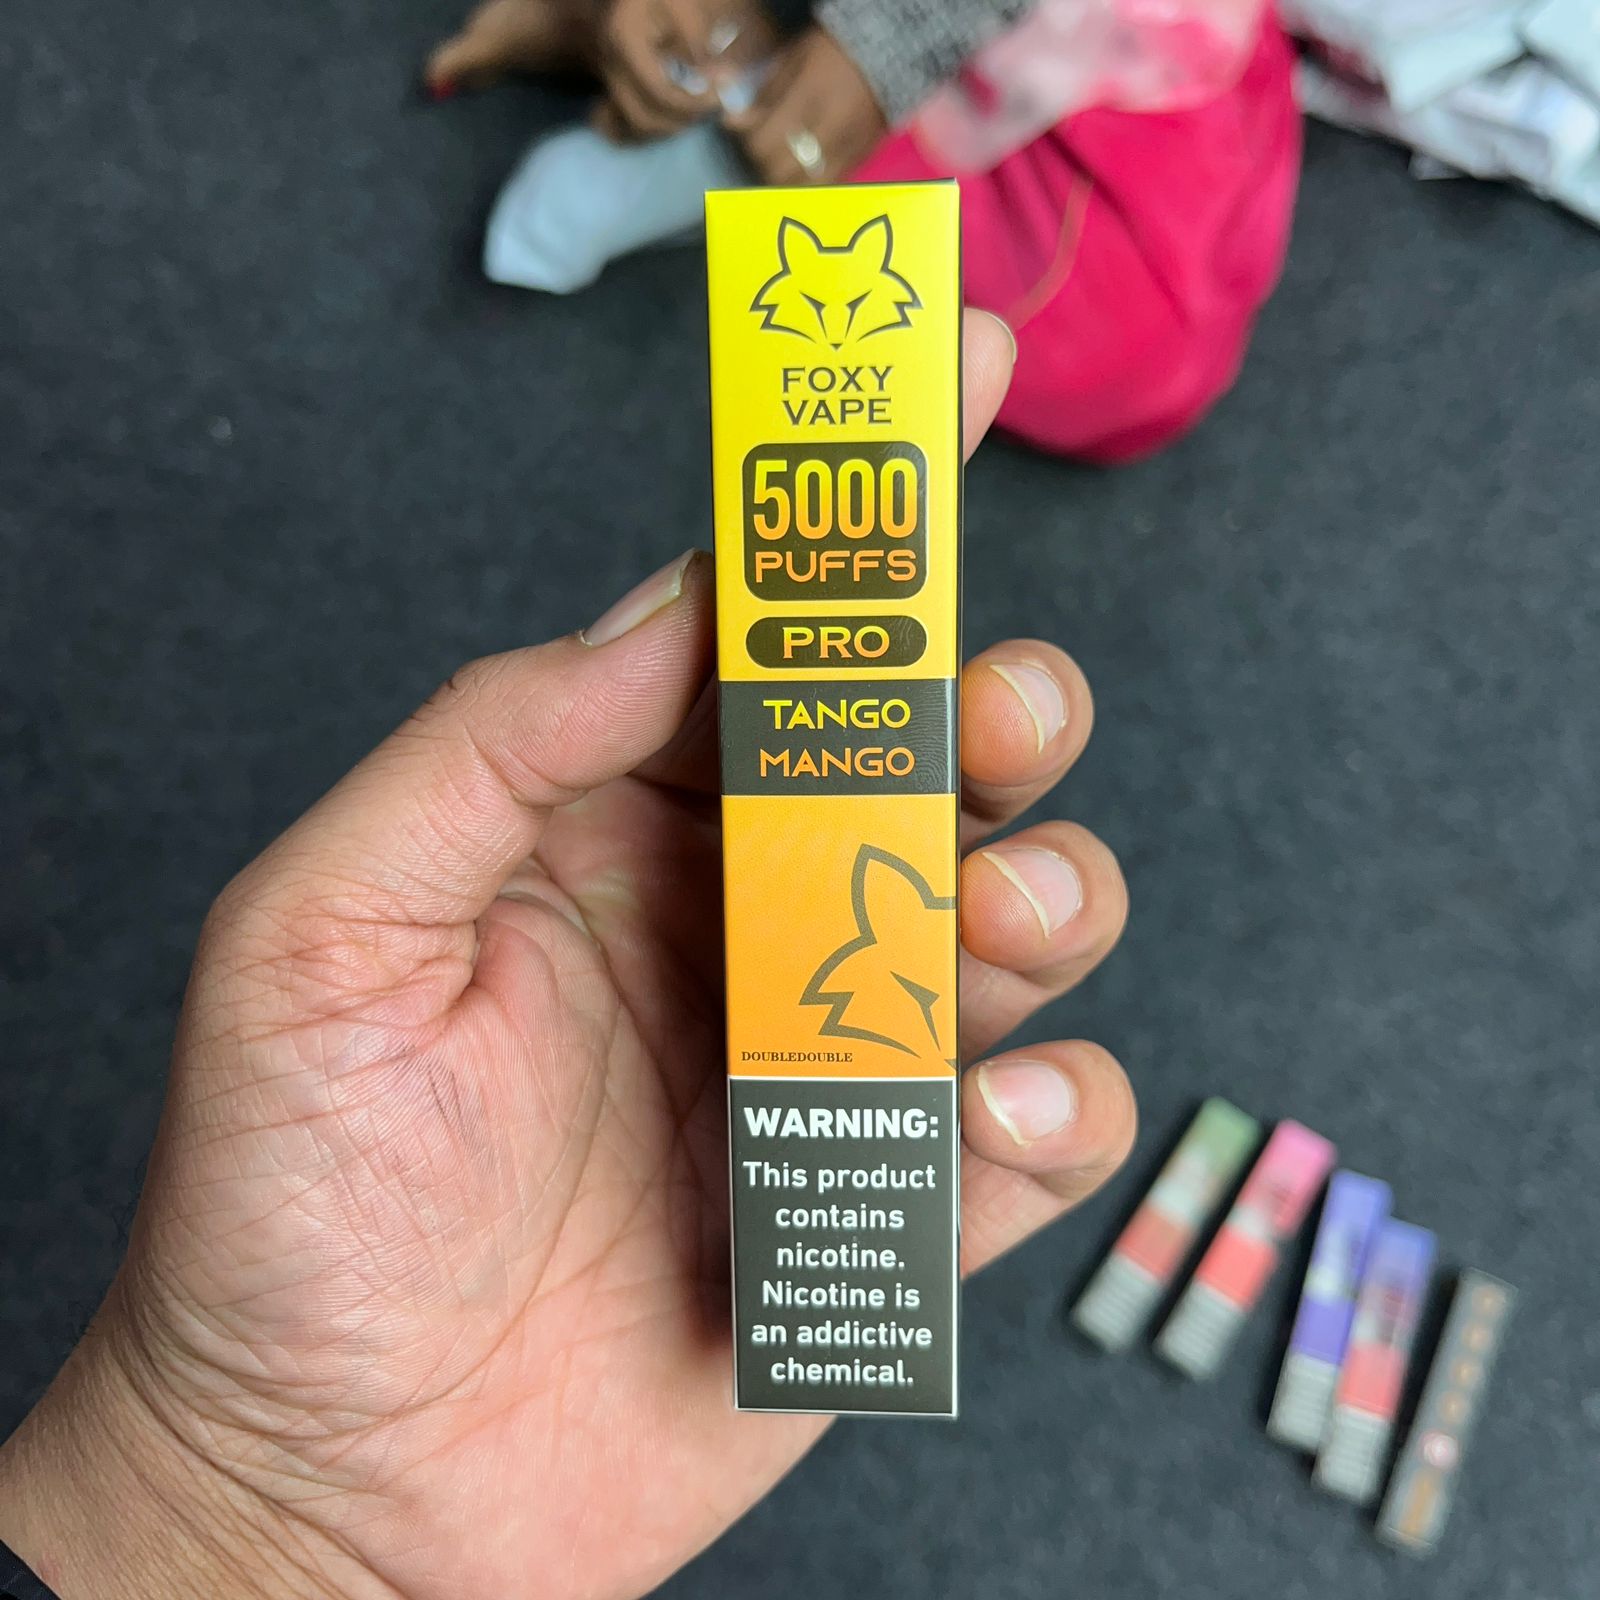 FOXY
VAPE
5000
PUFFS
PRO
TANGO
MANGO
DOUBLEDOUBLE
WARNING:
This product
contains
nicotine.
Nicotine is
an addictive
chemical.